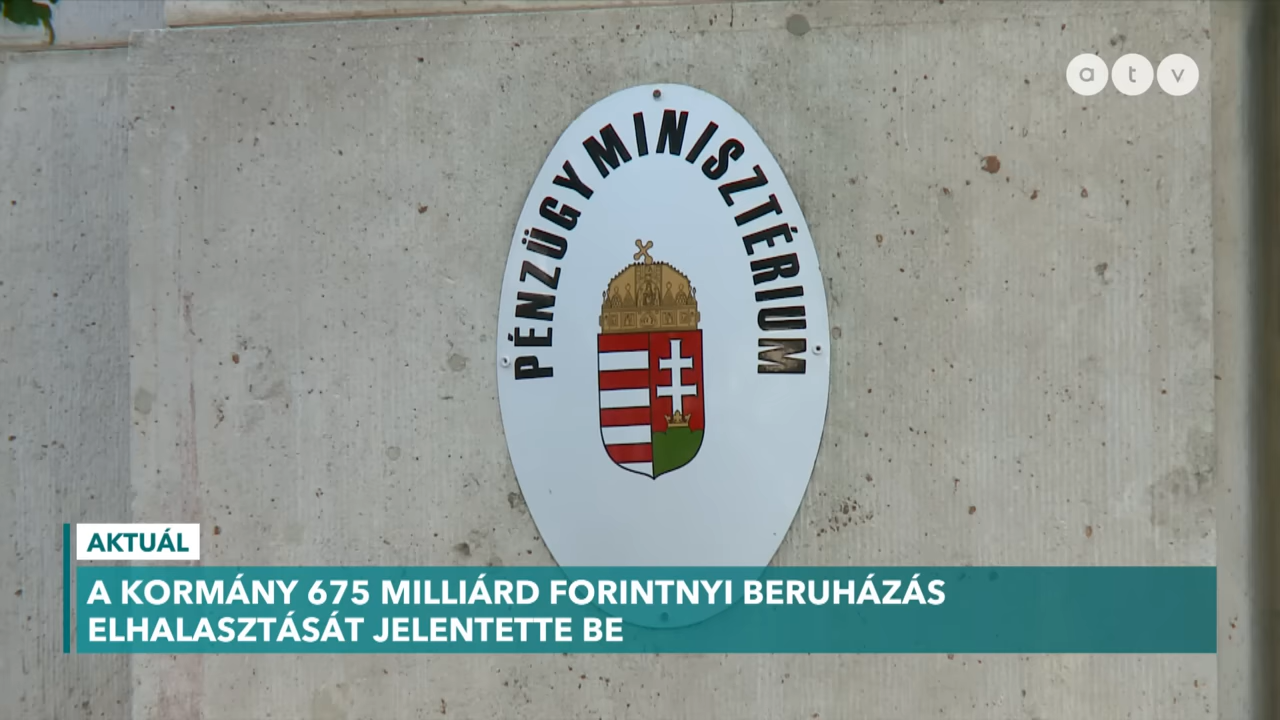 atv
PÉNZÜGYMINISZTÉRIUM
AKTUÁL
A KORMÁNY 675 MILLIÁRD FORINTNYI BERUHÁZÁS
ELHALASZTÁSÁT JELENTETTE BE